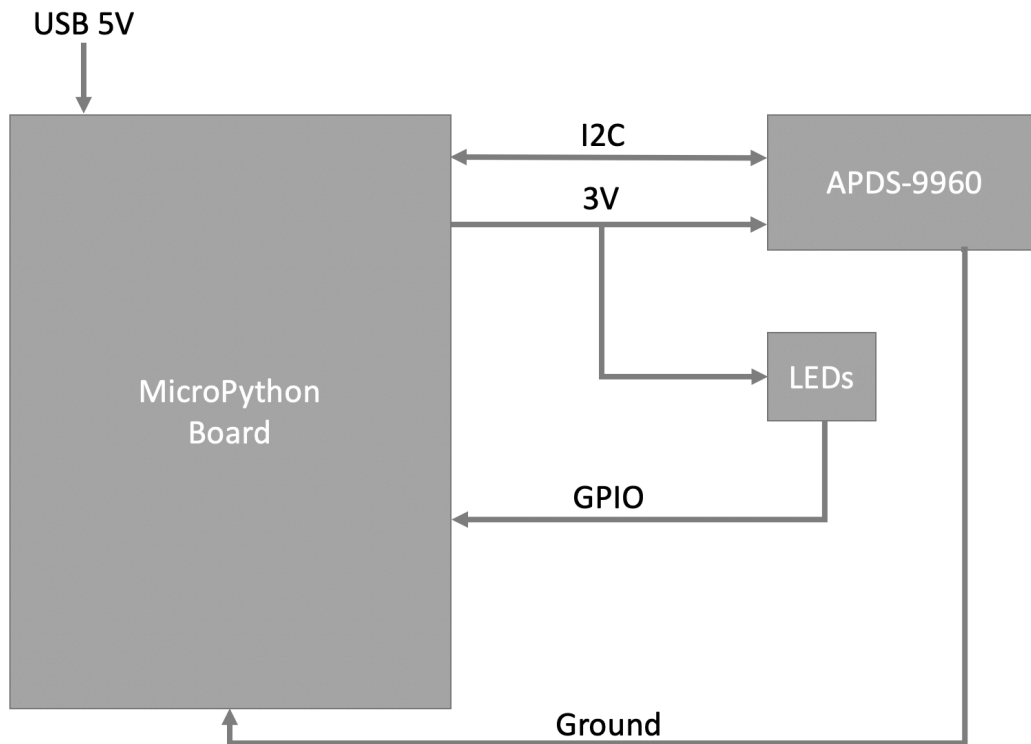 USB 5V
I2C
APDS-9960
3V
LEDs
MicroPython
Board
GPIO
Ground